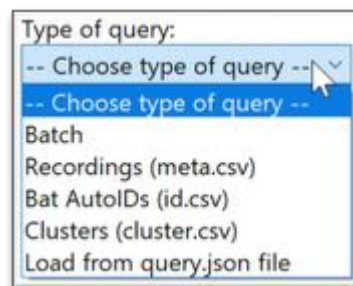 Type of query:
-- Choose type of query --
-- Choose type of query --
Batch
Recordings (meta.csv)
Bat AutoIDs (id.csv)
Clusters (cluster.csv)
Load from query.json file